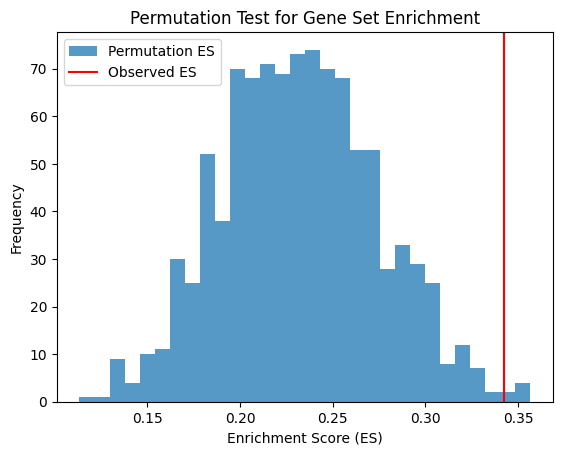 Permutation Test for Gene Set Enrichment
Permutation ES
Observed ES
Frequency
70
60
50
40
30
20
10
0
0.15 0.20 0.25 0.30 0.35
Enrichment Score (ES)